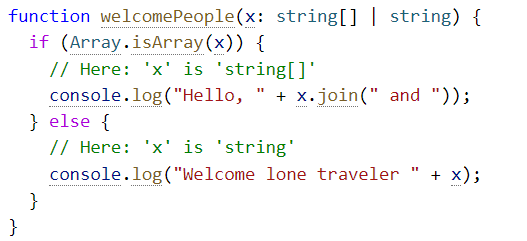 function welcomePeople(x: string[] | string) {
  if (Array.isArray(x)) {
    // Here: 'x' is 'string[]'
    console.log("Hello, " + x.join(" and "));
  } else {
    // Here: 'x' is 'string'
    console.log("Welcome lone traveler " + x);
  }
}